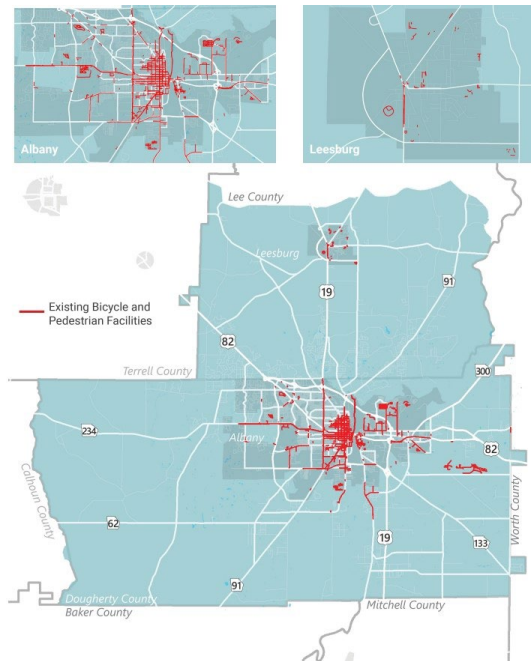 Albany
Leesburg
Lee County
Leesburg
19
91
Existing Bicycle and
Pedestrian Facilities
82
Terrell County
300
234
Albany
82
Calhoun County
62
19
133
Worth County
91
Dougherty County
Baker County
Mitchell County